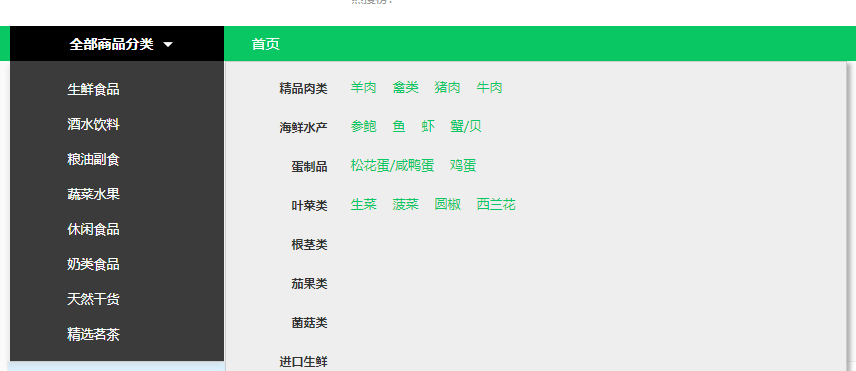 全部商品分类
首页
生鲜食品
酒水饮料
粮油副食
蔬菜水果
休闲食品
奶类食品
天然干货
精选茗茶
精品肉类 羊肉 禽类 猪肉 牛肉
海鲜水产 参鲍 鱼 虾 蟹/贝
蛋制品 松花蛋/咸鸭蛋 鸡蛋
叶菜类 生菜 菠菜 圆椒 西兰花
根茎类
茄果类
菌菇类
进口生鲜